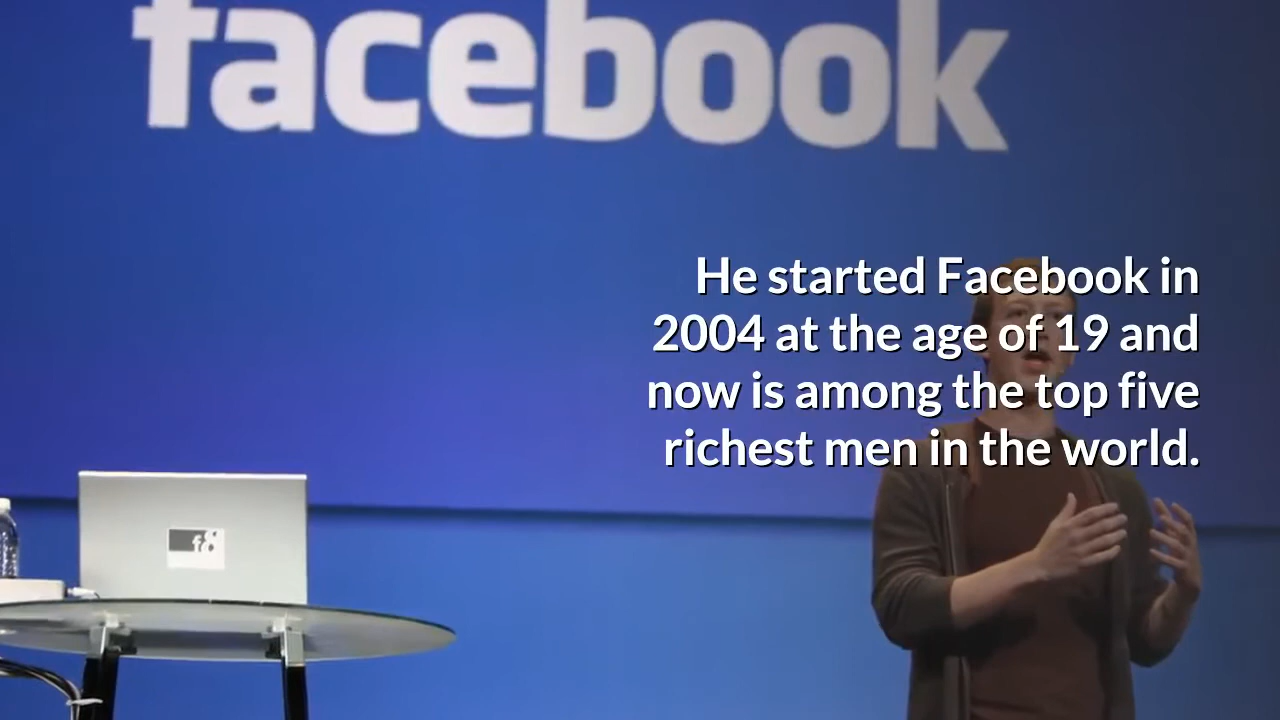 facebook
He started Facebook in
2004 at the age of 19 and
now is among the top five
richest men in the world.
f8